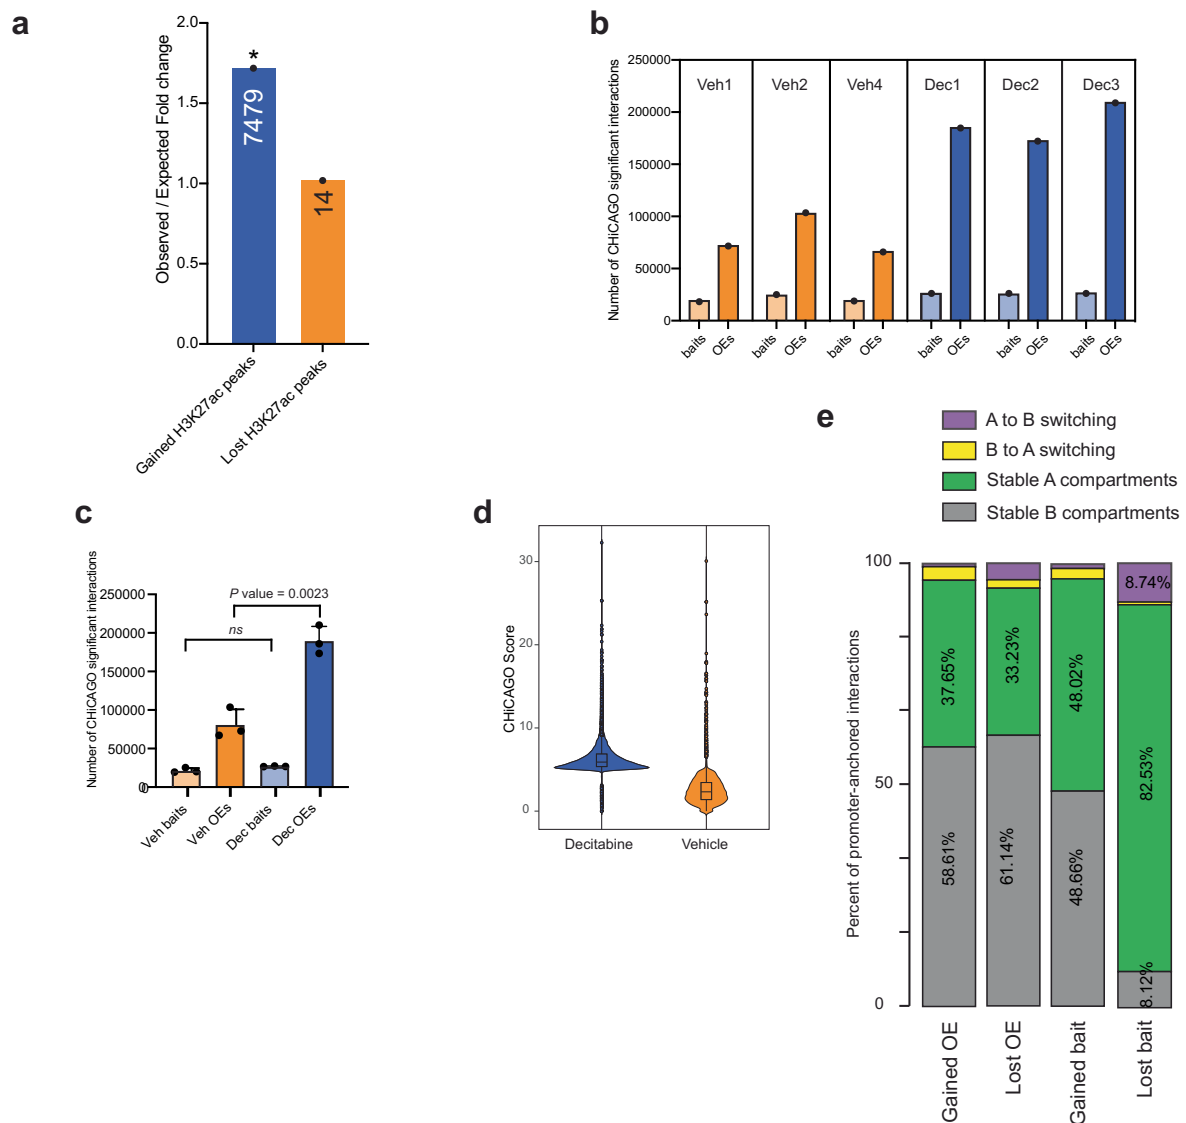 a
Observed / Expected Fold change
2.0
1.5
1.0
0.5
0.0
*
7479
14
Gained H3K27ac peaks
Lost H3K27ac peaks
b
Number of CHiCAGO significant interactions
250000
200000
150000
100000
50000
0
Veh1
Veh2
Veh4
Dec1
Dec2
Dec3
baits
OEs
baits
OEs
baits
OEs
baits
OEs
baits
OEs
baits
OEs
c
Number of CHiCAGO significant interactions
250000
200000
150000
100000
50000
0
P value = 0.0023
ns
Veh baits
Veh OEs
Dec baits
Dec OEs
d
CHiCAGO Score
30
20
10
0
Decitabine
Vehicle
e
A to B switching
B to A switching
Stable A compartments
Stable B compartments
Percent of promoter-anchored interactions
100
50
0
37.65%
58.61%
33.23%
61.14%
48.02%
48.66%
8.74%
82.53%
8.12%
Gained OE
Lost OE
Gained bait
Lost bait